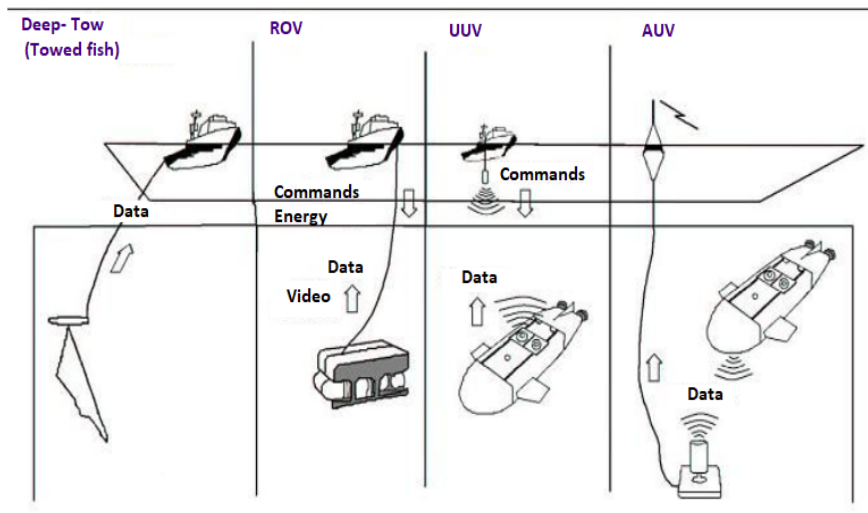 Deep- Tow
(Towed fish)
ROV
UUV
AUV
Data
Commands
Energy
Data
Video
Commands
Data
Data